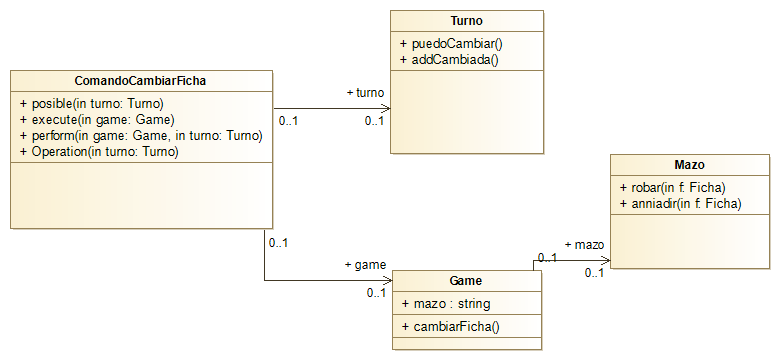 Turno
+ puedoCambiar()
+ addCambiada()
ComandoCambiarFicha
+ posible(in turno: Turno)
+ execute(in game: Game)
+ perform(in game: Game, in turno: Turno)
+ Operation(in turno: Turno)
+ turno
0..1
0..1
Mazo
+ robar(in f: Ficha)
+ anniadir(in f: Ficha)
0..1
+ game
0..1
+ mazo
0..1
0..1
Game
+ mazo : string
+ cambiarFicha()